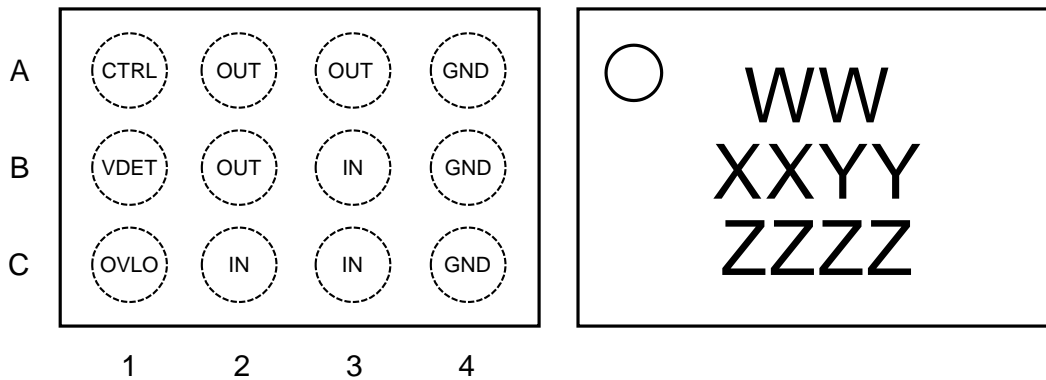 A CTRL OUT OUT GND
B VDET OUT IN GND
C OVLO IN IN GND
1 2 3 4
WW
XXYY
ZZZZ